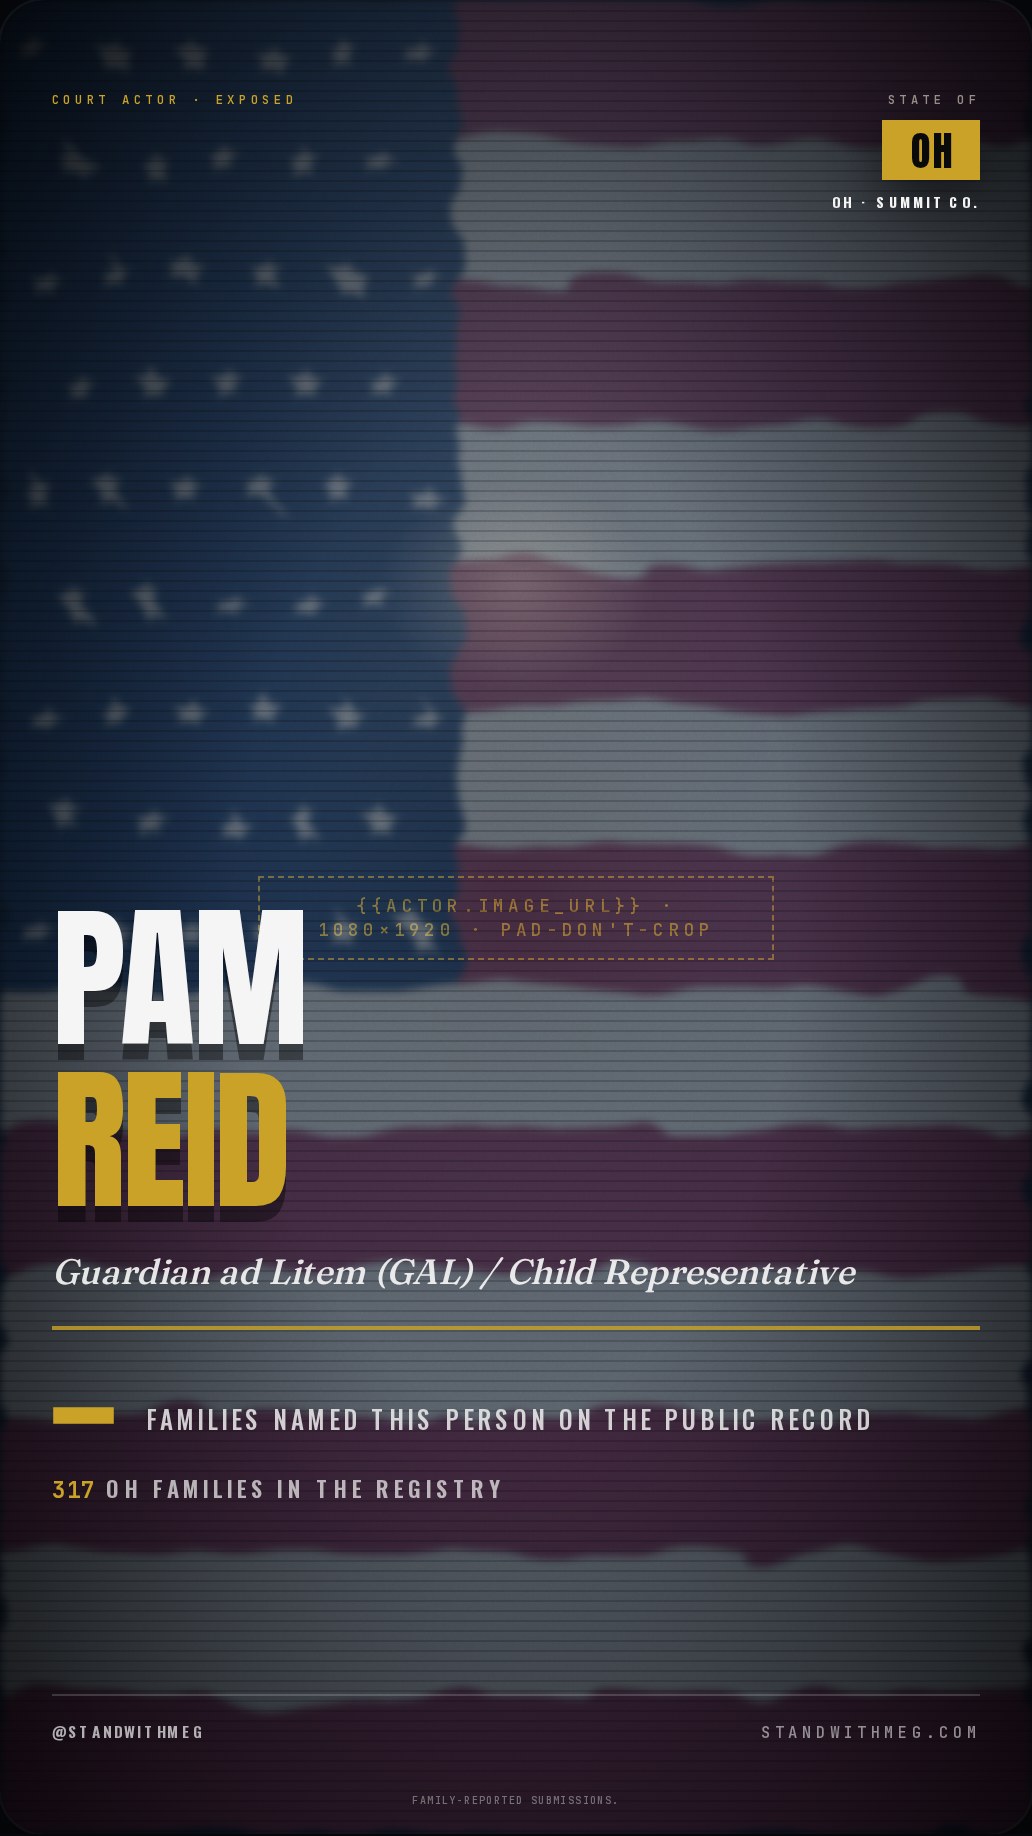 COURT ACTOR · EXPOSED
STATE OF
OH
OH · SUMMIT CO.
{{ACTOR.IMAGE_URL}} ·
1080×1920 · PAD-DON'T-CROP
PAM
REID
Guardian ad Litem (GAL) / Child Representative
FAMILIES NAMED THIS PERSON ON THE PUBLIC RECORD
317 OH FAMILIES IN THE REGISTRY
@STANDWITHMEG
STANDWITHMEG.COM
FAMILY-REPORTED SUBMISSIONS.